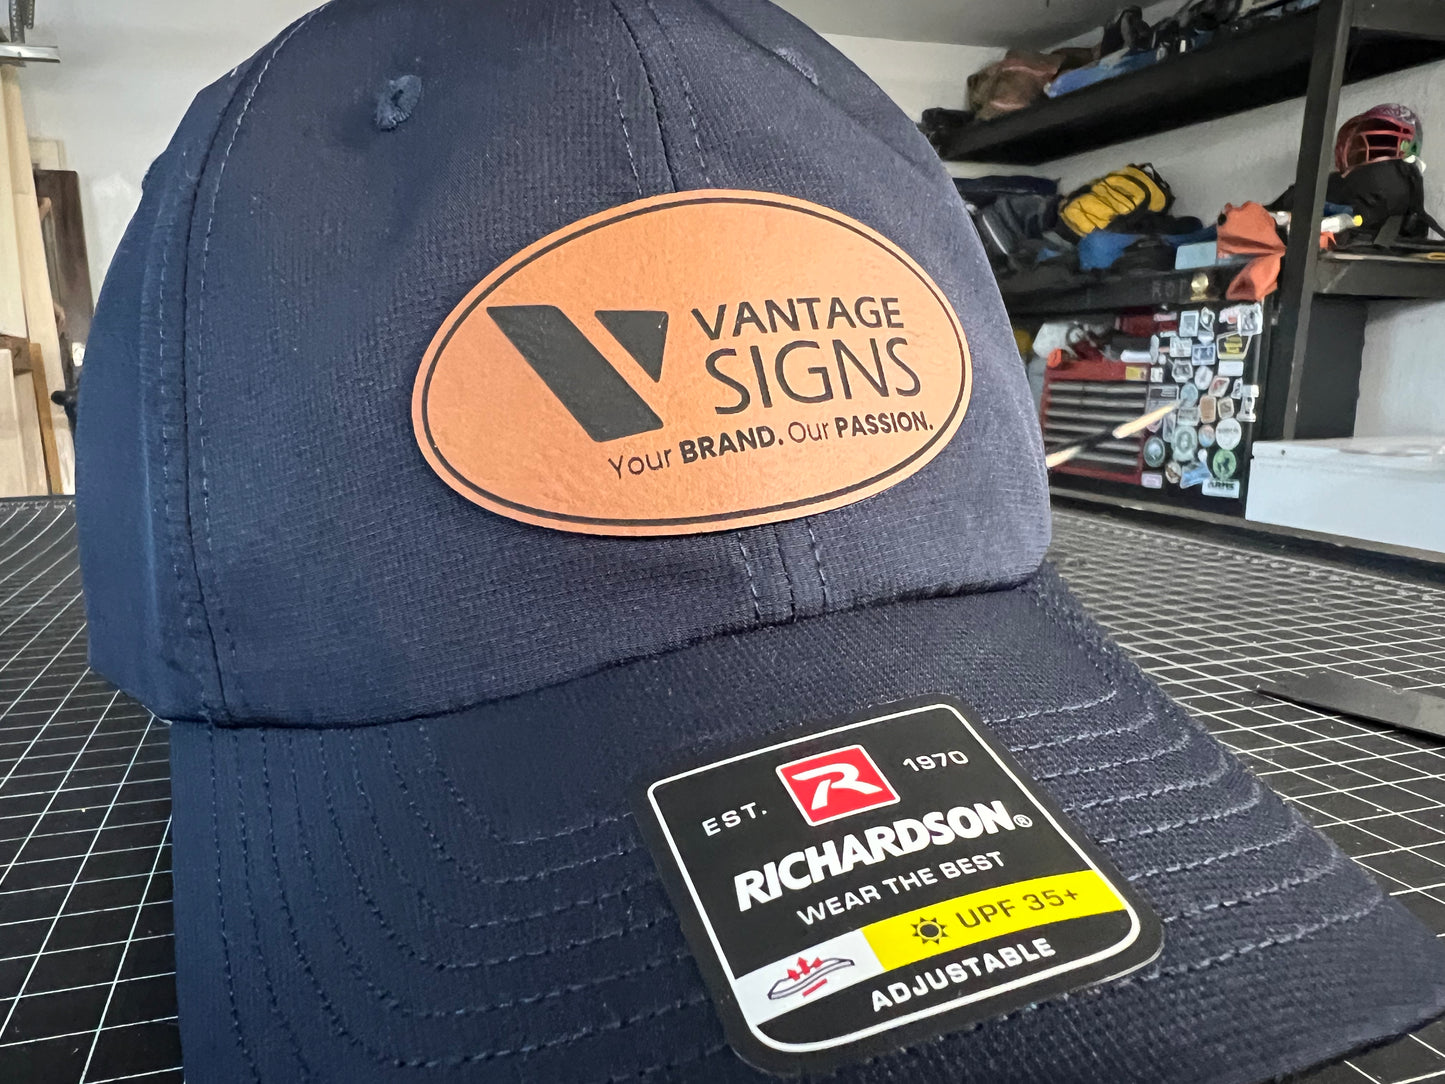 VANTAGE
SIGNS
Your BRAND. Our PASSION.
EST. R 1970
RICHARDSON®
WEAR THE BEST
UPF 35+
ADJUSTABLE